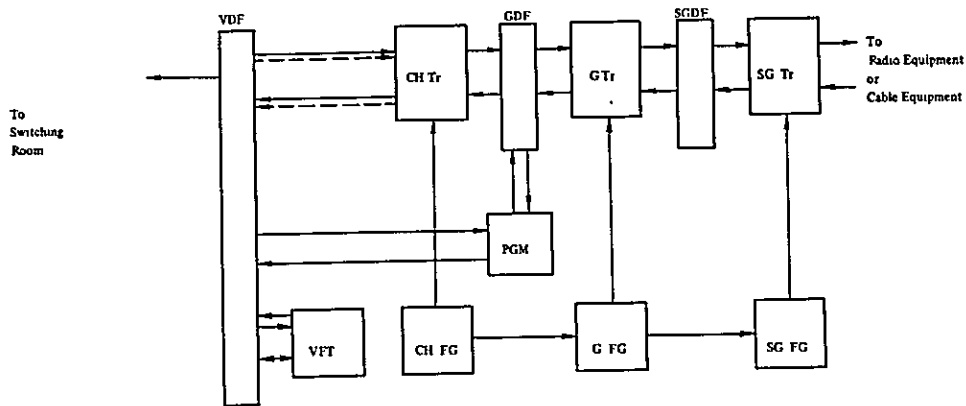 VDF
GDF
SGDF
CH Tr
G Tr
SG Tr
To
Radio Equipment
or
Cable Equipment
To
Switching
Room
PGM
VFT
CH FG
G FG
SG FG